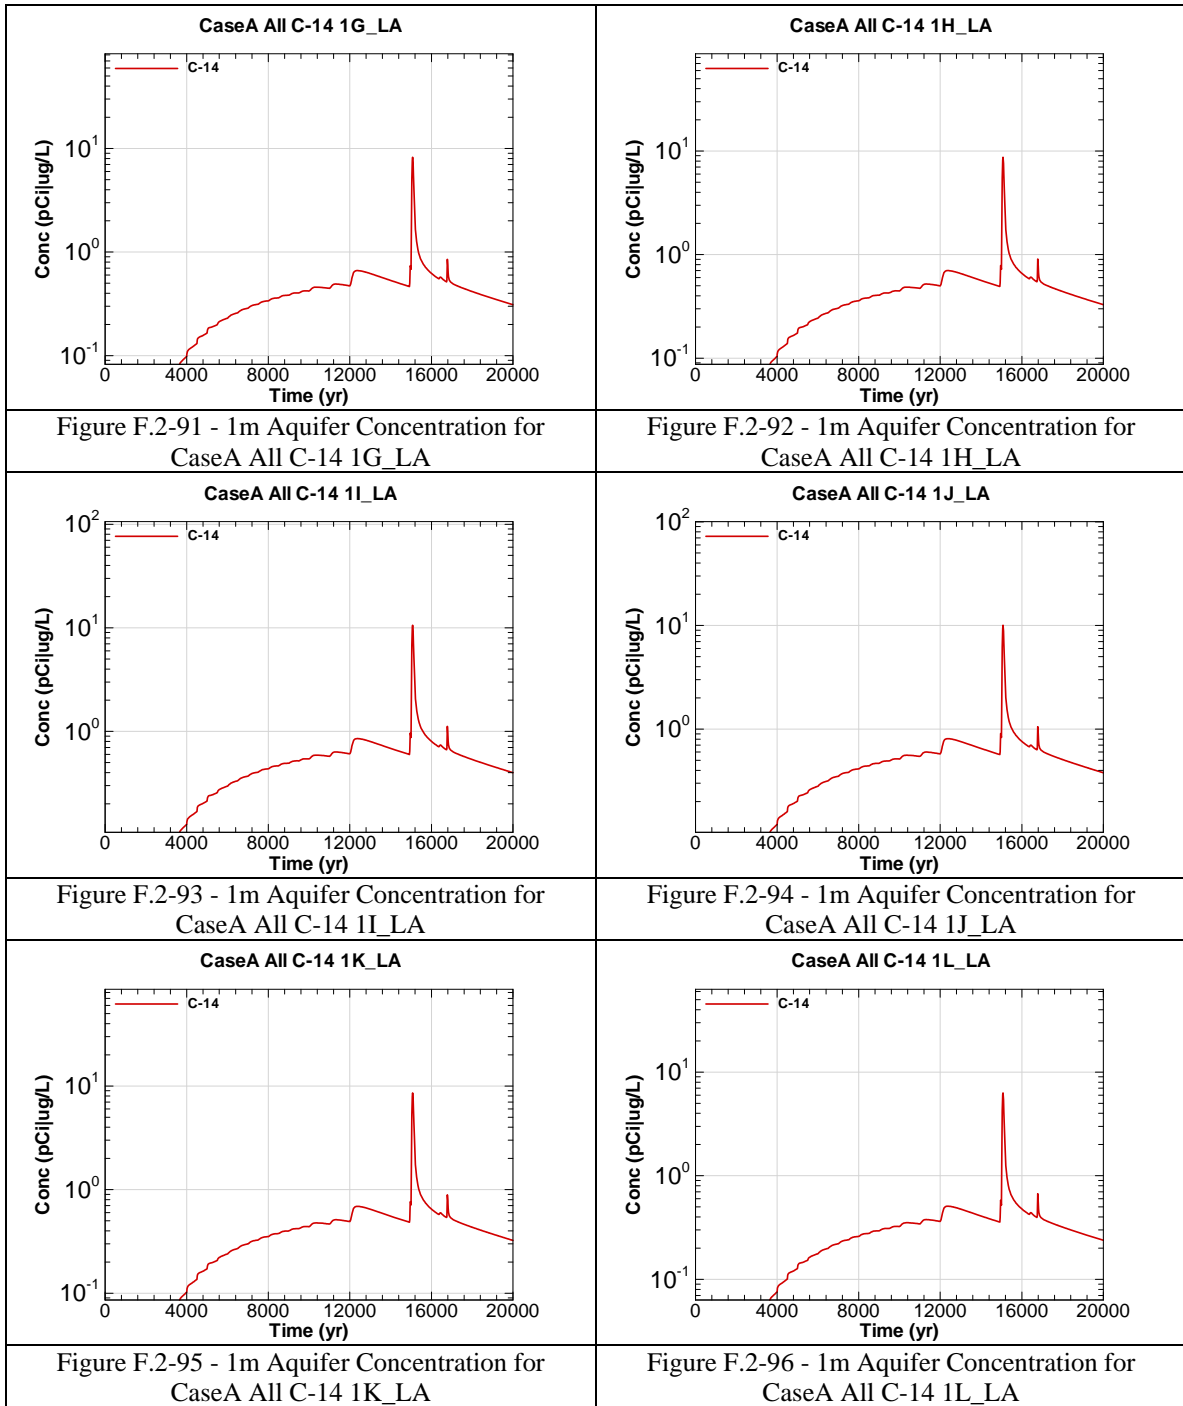 CaseA All C-14 1G_LA
C-14
10^1
10^0
10^-1
Conc (pCi|ug/L)
0 4000 8000 12000 16000 20000
Time (yr)
Figure F.2-91 - 1m Aquifer Concentration for
CaseA All C-14 1G_LA
CaseA All C-14 1H_LA
C-14
10^1
10^0
10^-1
Conc (pCi|ug/L)
0 4000 8000 12000 16000 20000
Time (yr)
Figure F.2-92 - 1m Aquifer Concentration for
CaseA All C-14 1H_LA
CaseA All C-14 1I_LA
C-14
10^2
10^1
10^0
Conc (pCi|ug/L)
0 4000 8000 12000 16000 20000
Time (yr)
Figure F.2-93 - 1m Aquifer Concentration for
CaseA All C-14 1I_LA
CaseA All C-14 1J_LA
C-14
10^2
10^1
10^0
Conc (pCi|ug/L)
0 4000 8000 12000 16000 20000
Time (yr)
Figure F.2-94 - 1m Aquifer Concentration for
CaseA All C-14 1J_LA
CaseA All C-14 1K_LA
C-14
10^1
10^0
10^-1
Conc (pCi|ug/L)
0 4000 8000 12000 16000 20000
Time (yr)
Figure F.2-95 - 1m Aquifer Concentration for
CaseA All C-14 1K_LA
CaseA All C-14 1L_LA
C-14
10^1
10^0
10^-1
Conc (pCi|ug/L)
0 4000 8000 12000 16000 20000
Time (yr)
Figure F.2-96 - 1m Aquifer Concentration for
CaseA All C-14 1L_LA